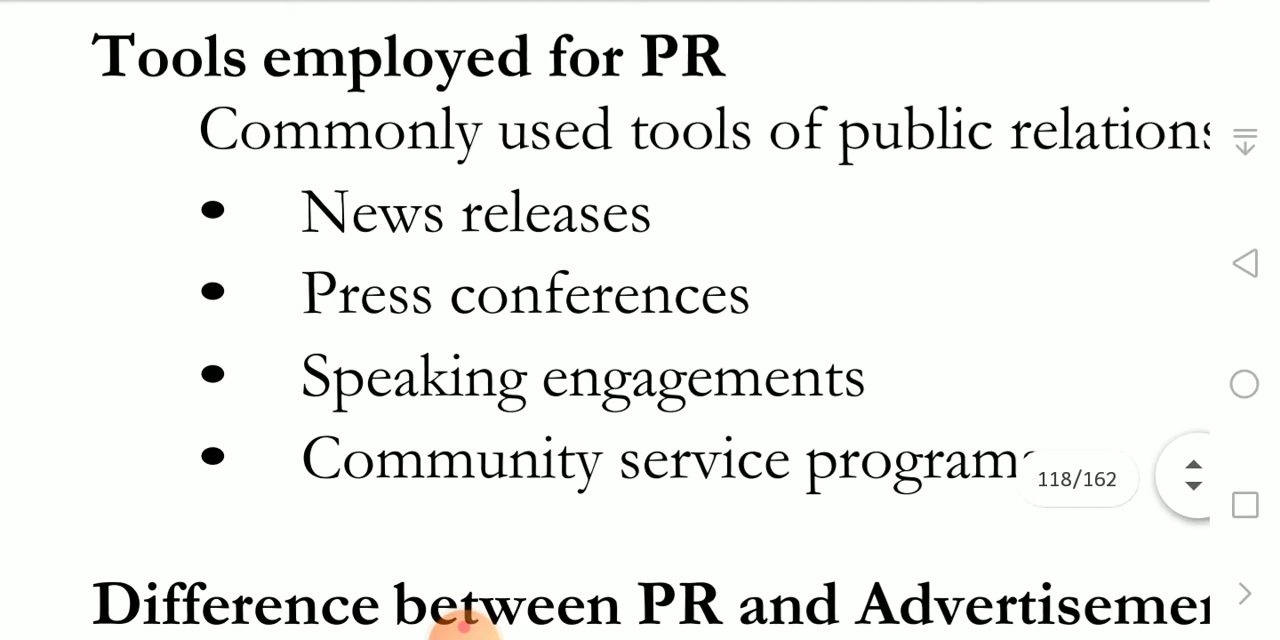 Tools employed for PR
Commonly used tools of public relations
• News releases
• Press conferences
• Speaking engagements
• Community service program
118/162
Difference between PR and